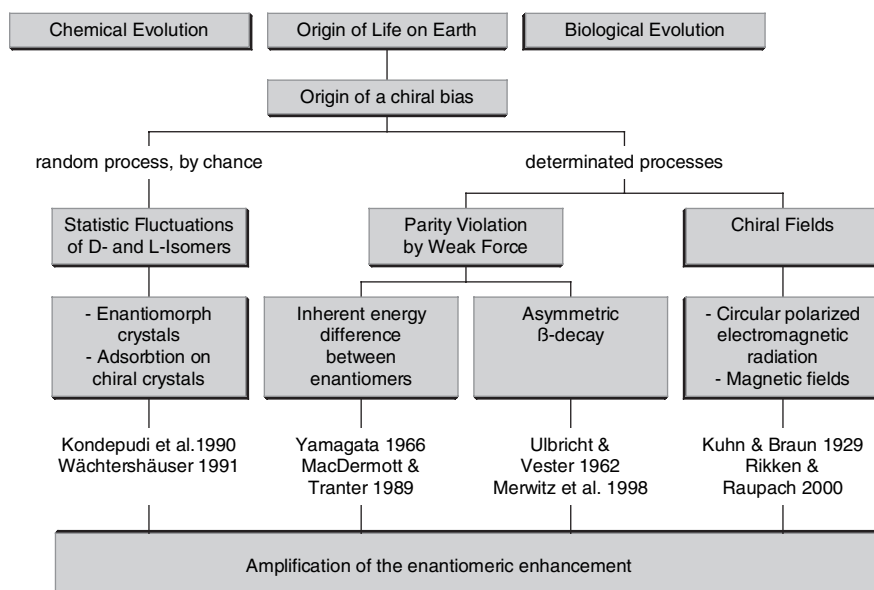 Chemical Evolution
Origin of Life on Earth
Biological Evolution
Origin of a chiral bias
random process, by chance
determinated processes
Statistic Fluctuations
of D- and L-Isomers
Parity Violation
by Weak Force
Chiral Fields
- Enantiomorph
crystals
- Adsorbtion on
chiral crystals
Inherent energy
difference
between
enantiomers
Asymmetric
ß-decay
- Circular polarized
electromagnetic
radiation
- Magnetic fields
Kondepudi et al.1990
Wächtershäuser 1991
Yamagata 1966
MacDermott &
Tranter 1989
Ulbricht &
Vester 1962
Merwitz et al. 1998
Kuhn & Braun 1929
Rikken &
Raupach 2000
Amplification of the enantiomeric enhancement